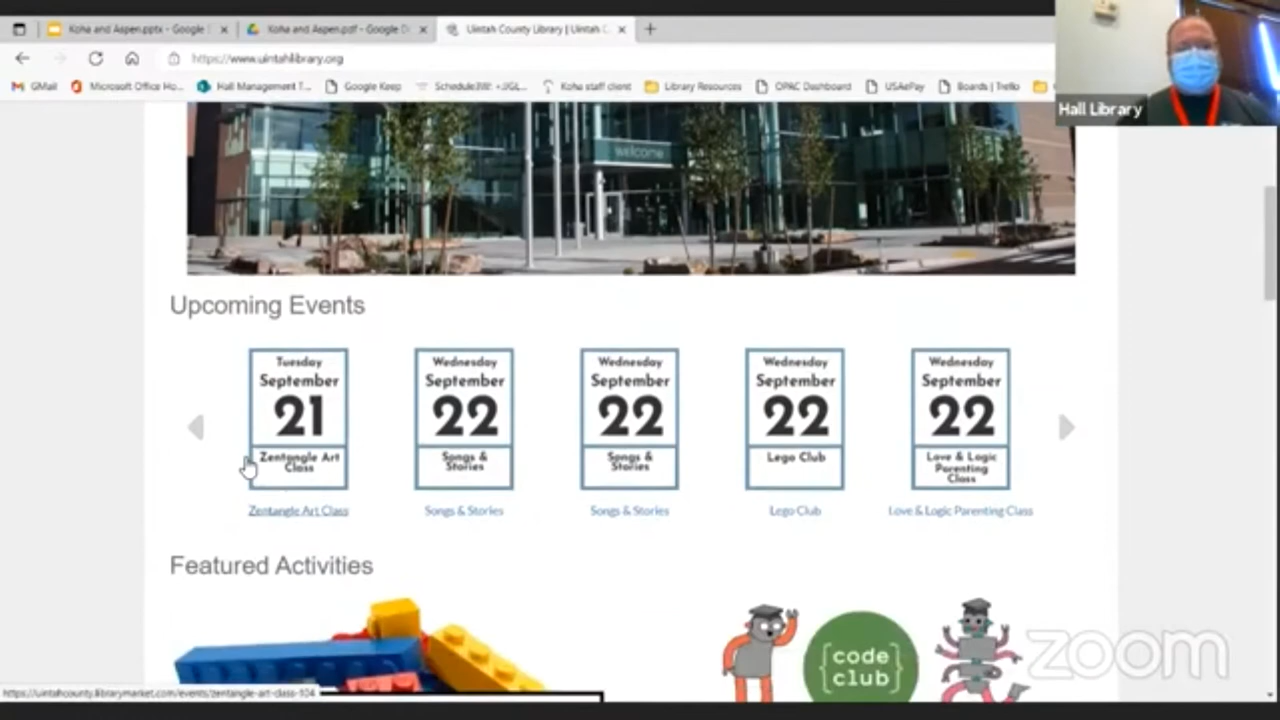 Koha and Aspen.pptx - Google S
Koha and Aspen.pdf - Google D
Uintah County Library | Uintah C
https://www.uintahlibrary.org
GMail
Microsoft Office Ho...
Hall Management T...
Google Keep
Koha staff client
Library Resources
OPAC Dashboard
USAePay
Boards | Trello
Hall Library
welcome
Upcoming Events
Tuesday
September
21
Zentangle Art
Class
Zentangle Art Class
Wednesday
September
22
Songs &
Stories
Songs & Stories
Wednesday
September
22
Songs &
Stories
Songs & Stories
Wednesday
September
22
Lego Club
Lego Club
Wednesday
September
22
Love & Logic
Parenting
Class
Love & Logic Parenting Class
Featured Activities
{code
club}
zoom
https://uintahcounty.librarymarket.com/events/zentangle-art-class-104